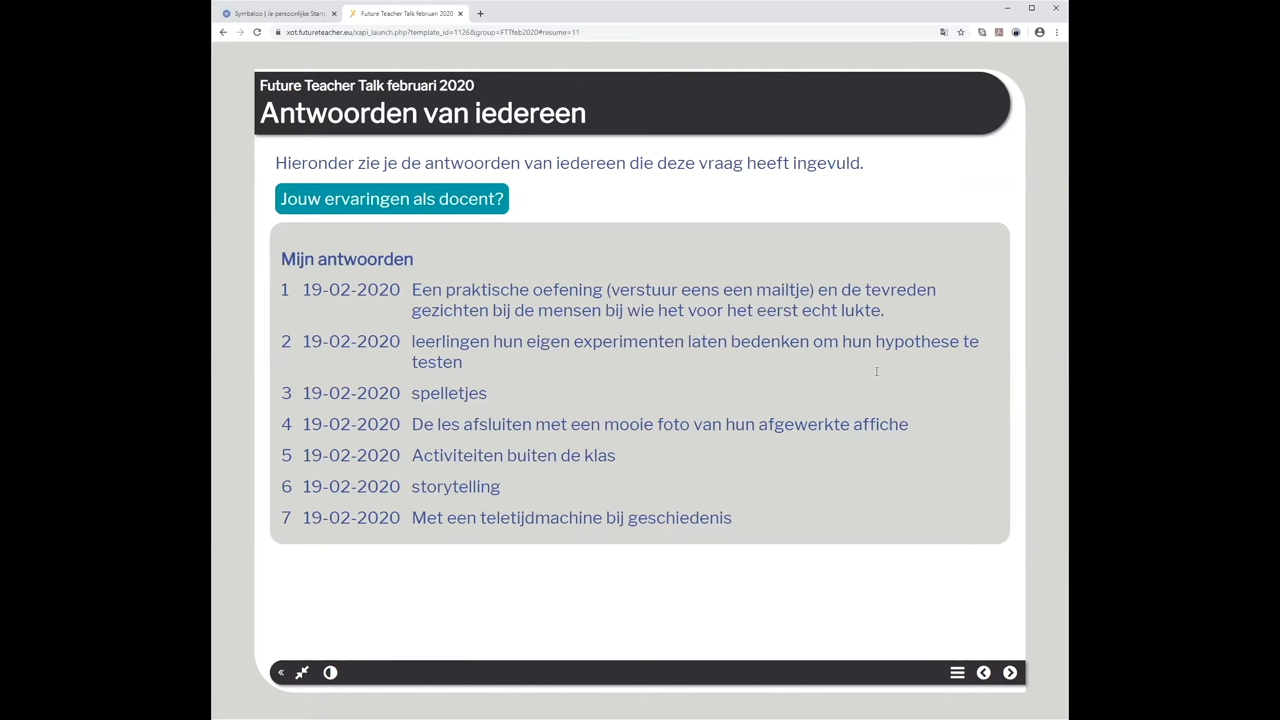 Symbaloo | Je persoonlijke Start
Future Teacher Talk februari 2020
xot.futureteacher.eu/xapi_launch.php?template_id=1126&group=FTTfeb2020#resume=11
Future Teacher Talk februari 2020
Antwoorden van iedereen
Hieronder zie je de antwoorden van iedereen die deze vraag heeft ingevuld.
Jouw ervaringen als docent?
Mijn antwoorden
1 19-02-2020 Een praktische oefening (verstuur eens een mailtje) en de tevreden
gezichten bij de mensen bij wie het voor het eerst echt lukte.
2 19-02-2020 leerlingen hun eigen experimenten laten bedenken om hun hypothese te
testen
3 19-02-2020 spelletjes
4 19-02-2020 De les afsluiten met een mooie foto van hun afgewerkte affiche
5 19-02-2020 Activiteiten buiten de klas
6 19-02-2020 storytelling
7 19-02-2020 Met een teletijdmachine bij geschiedenis